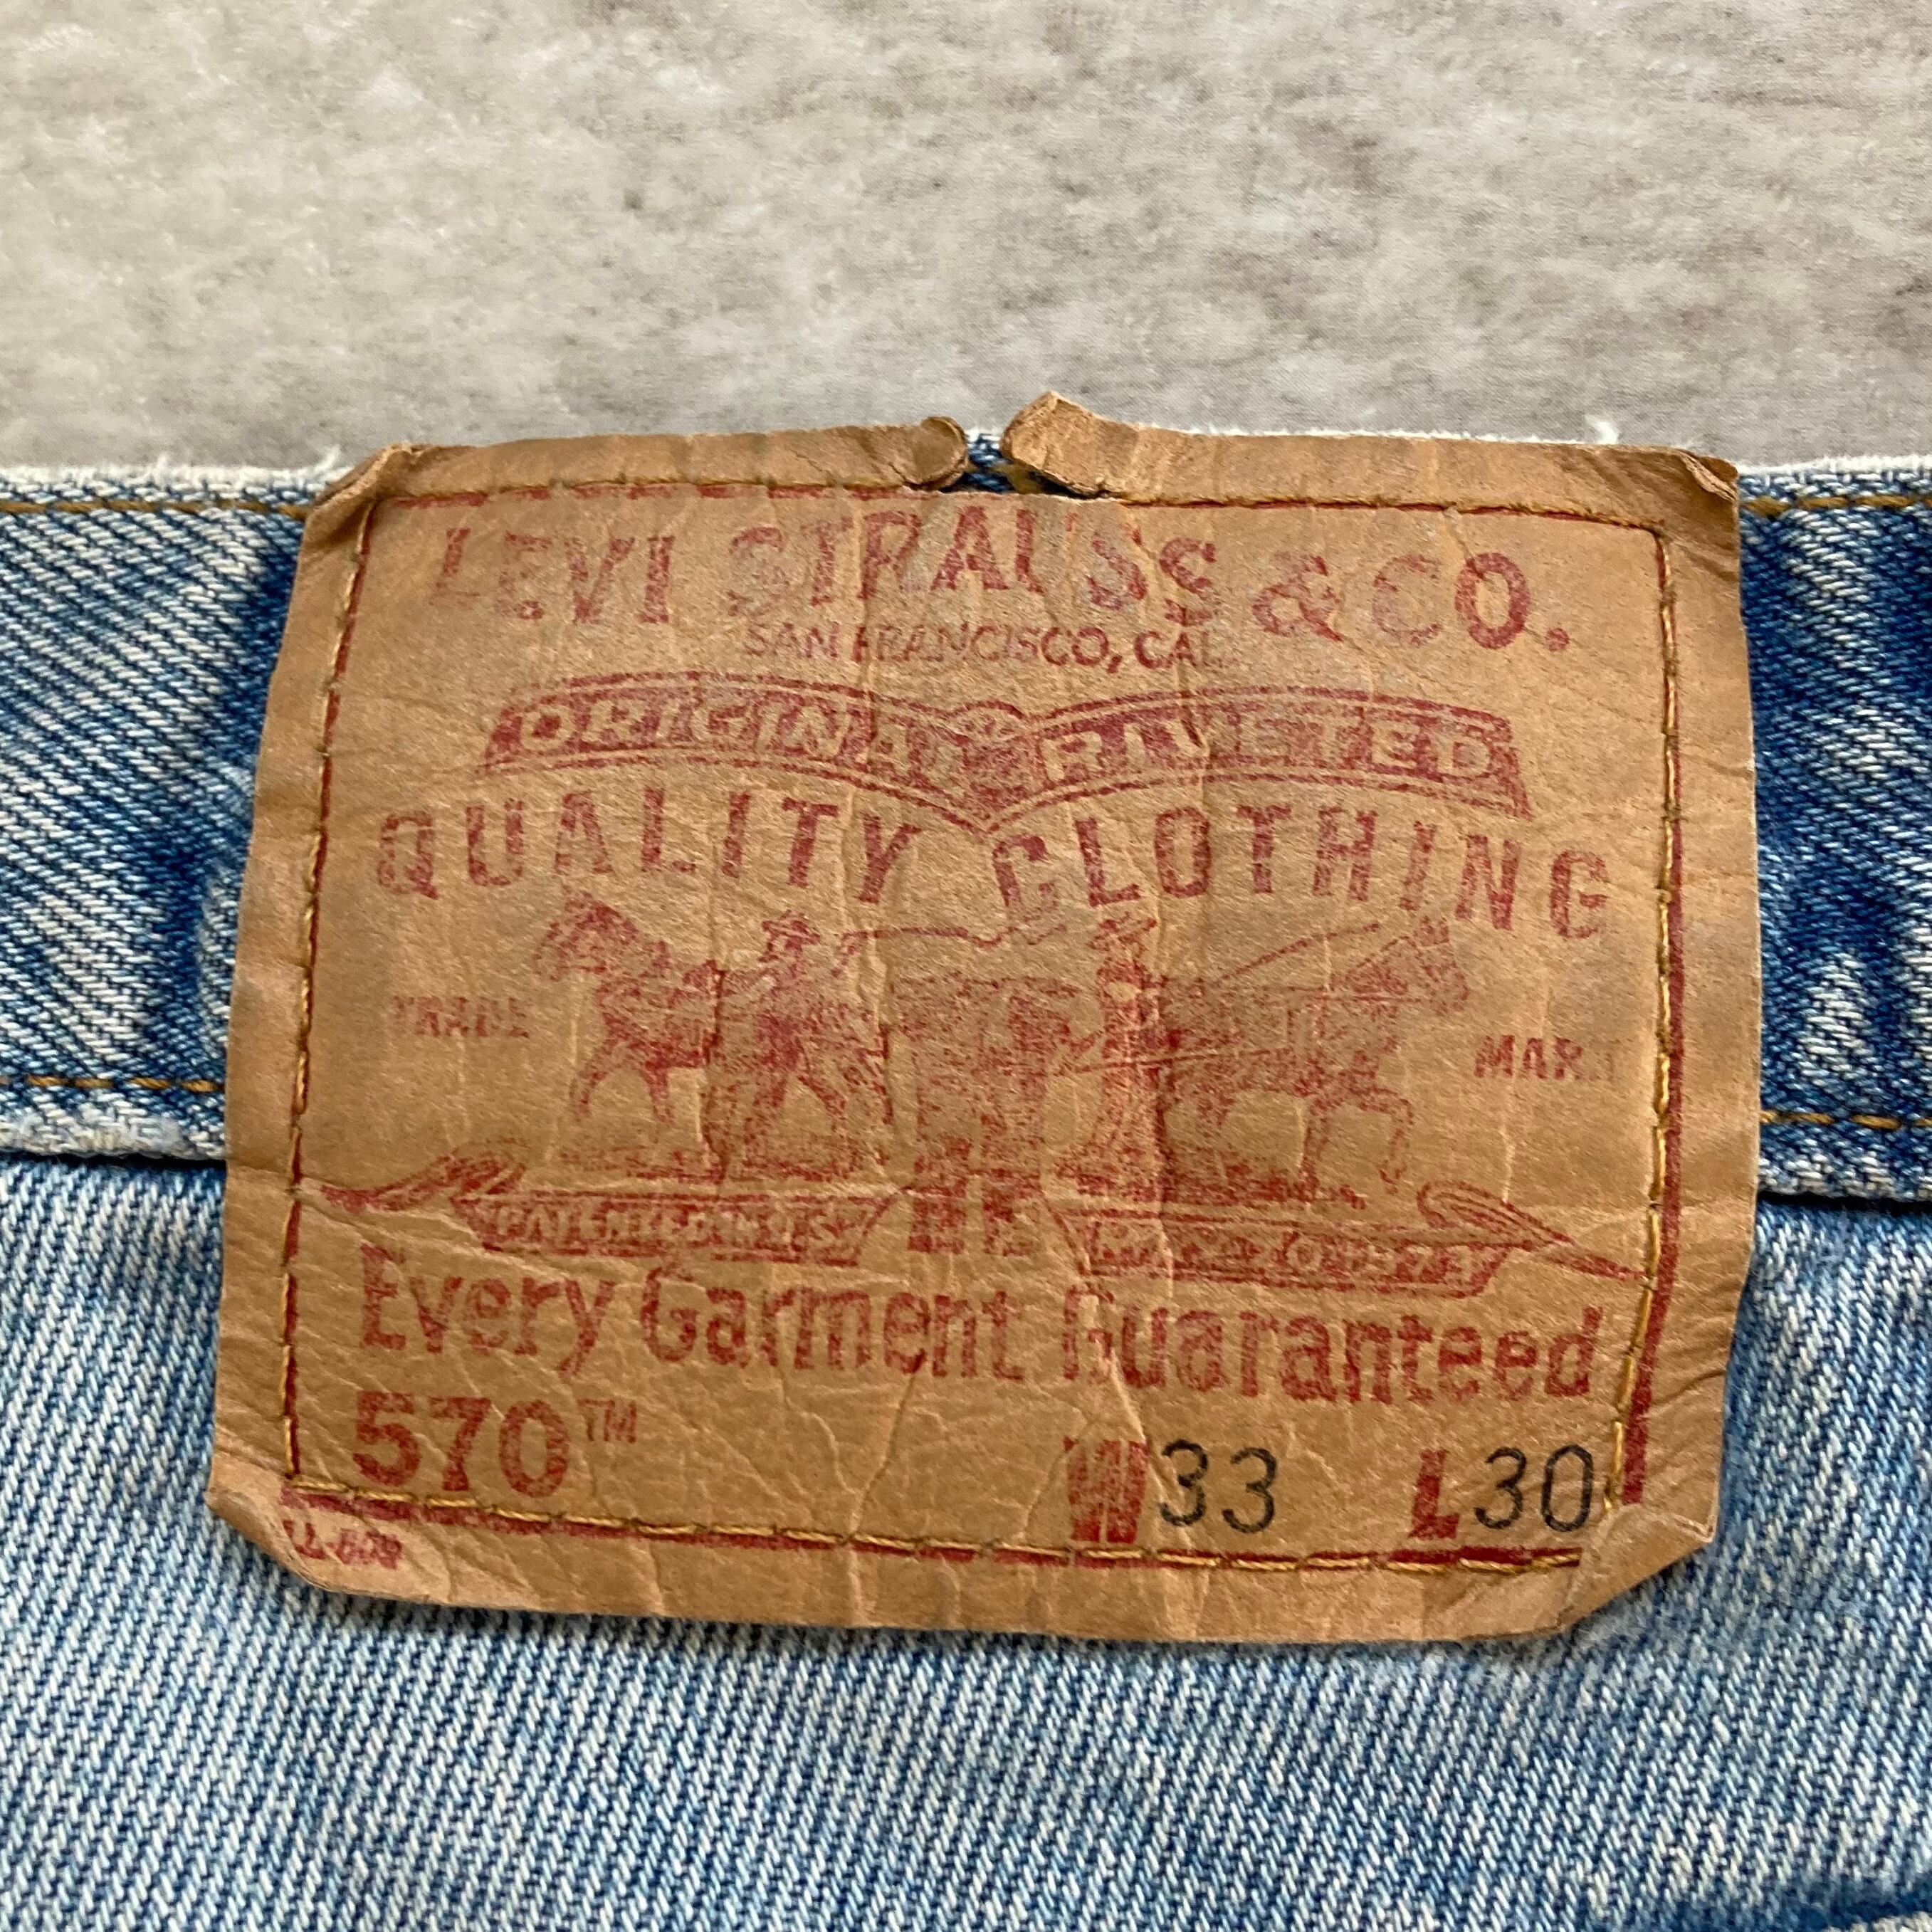 LEVI STRAUSS & CO.
SAN FRANCISCO, CAL.
ORIGINAL RIVETED
QUALITY CLOTHING
TRADE MARK
Every Garment Guaranteed
570™ W33 L30